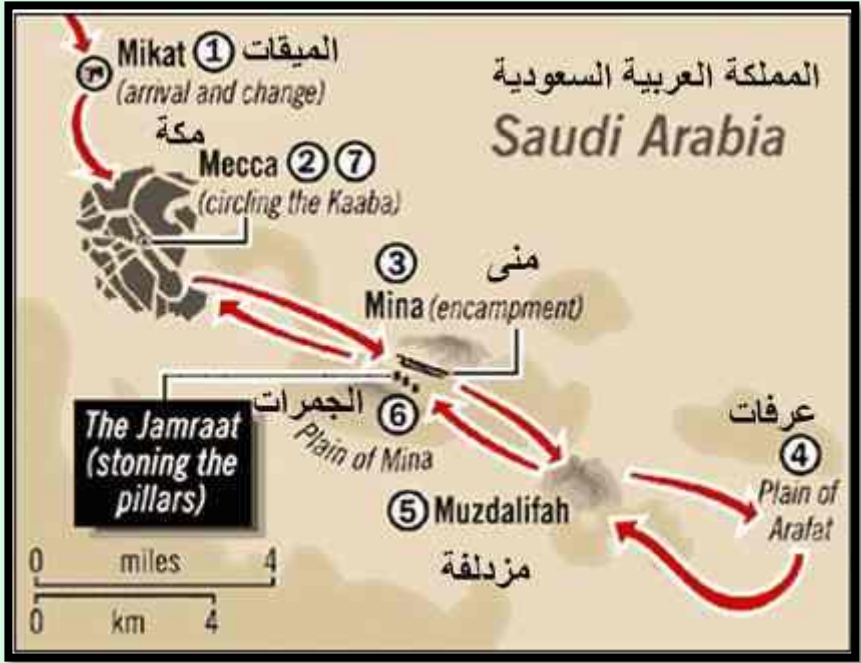 Mikat ① الميقات
(arrival and change)
المملكة العربية السعودية
Saudi Arabia
مكة
Mecca ② ⑦
(circling the Kaaba)
③ منى
Mina (encampment)
الجمرات ⑥
Plain of Mina
The Jamraat
(stoning the
pillars)
عرفات
④
Plain of
Arafat
⑤ Muzdalifah
مزدلفة
0 miles 4
0 km 4